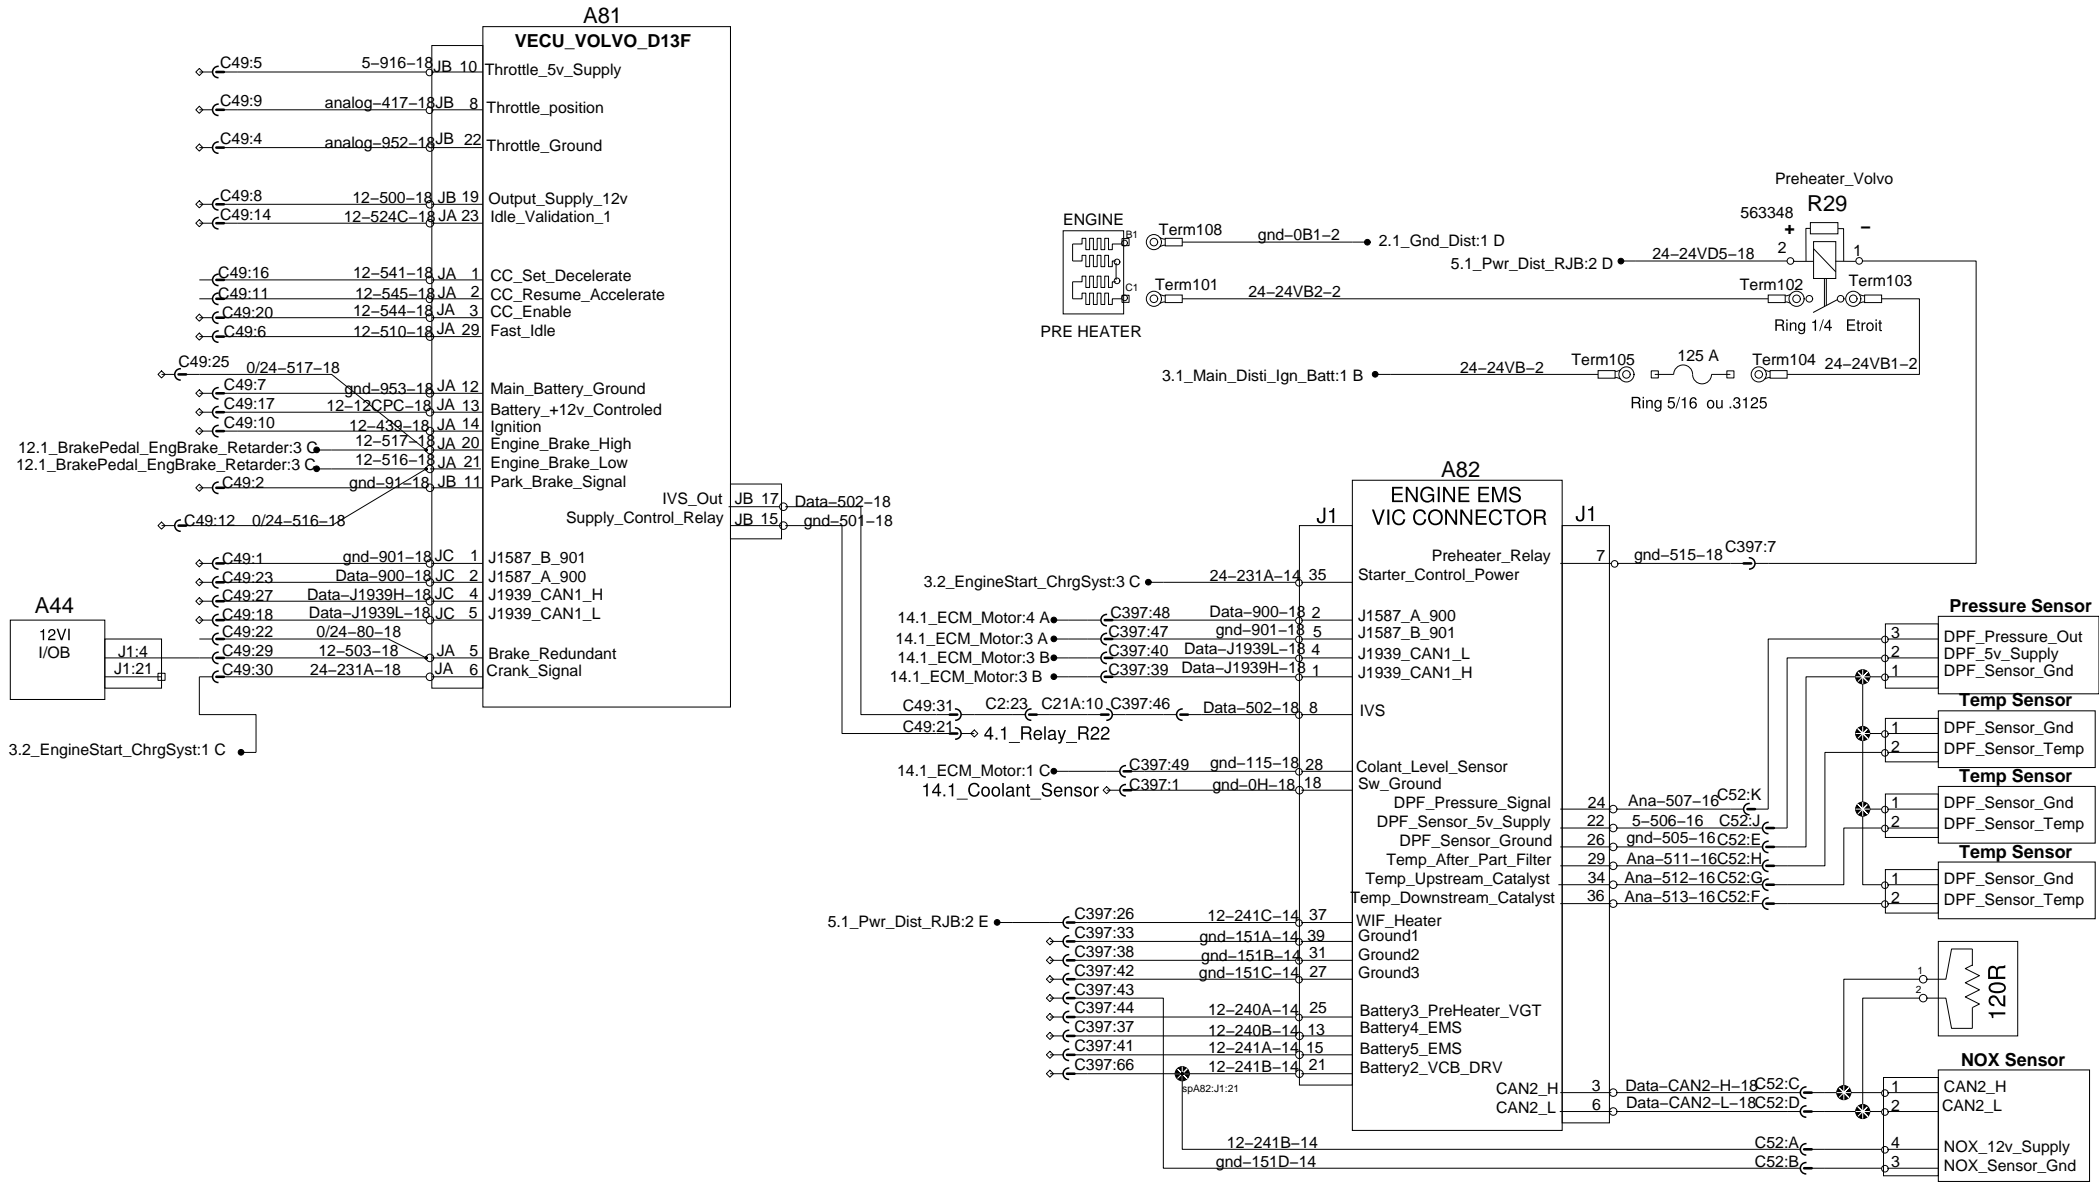 A81
VECU_VOLVO_D13F
C49:5 5–916–18 JB 10 Throttle_5v_Supply
C49:9 analog–417–18 JB 8 Throttle_position
C49:4 analog–952–18 JB 22 Throttle_Ground
C49:8 12–500–18 JB 19 Output_Supply_12v
C49:14 12–524C–18 JA 23 Idle_Validation_1
C49:16 12–541–18 JA 1 CC_Set_Decelerate
C49:11 12–545–18 JA 2 CC_Resume_Accelerate
C49:20 12–544–18 JA 3 CC_Enable
C49:6 12–510–18 JA 29 Fast_Idle
C49:25 0/24–517–18
C49:7 gnd–953–18 JA 12 Main_Battery_Ground
C49:17 12–12CPC–18 JA 13 Battery_+12v_Controled
C49:10 12–439–18 JA 14 Ignition
12.1_BrakePedal_EngBrake_Retarder:3 C 12–517–18 JA 20 Engine_Brake_High
12.1_BrakePedal_EngBrake_Retarder:3 C 12–516–18 JA 21 Engine_Brake_Low
C49:2 gnd–91–18 JB 11 Park_Brake_Signal
C49:12 0/24–516–18
IVS_Out JB 17 Data–502–18
Supply_Control_Relay JB 15 gnd–501–18
C49:1 gnd–901–18 JC 1 J1587_B_901
C49:23 Data–900–18 JC 2 J1587_A_900
C49:27 Data–J1939H–18 JC 4 J1939_CAN1_H
C49:18 Data–J1939L–18 JC 5 J1939_CAN1_L
C49:22 0/24–80–18
C49:29 12–503–18 JA 5 Brake_Redundant
C49:30 24–231A–18 JA 6 Crank_Signal
A44
12VI
I/OB
J1:4
J1:21
3.2_EngineStart_ChrgSyst:1 C
Preheater_Volvo
R29
563348
+ –
2 1
ENGINE
B1
C1
PRE HEATER
Term108 gnd–0B1–2 2.1_Gnd_Dist:1 D
5.1_Pwr_Dist_RJB:2 D 24–24VD5–18
Term101 24–24VB2–2 Term102 Term103
Ring 1/4 Etroit
3.1_Main_Disti_Ign_Batt:1 B 24–24VB–2 Term105 125 A Term104 24–24VB1–2
Ring 5/16 ou .3125
A82
ENGINE EMS
VIC CONNECTOR
J1 J1
Preheater_Relay 7 gnd–515–18 C397:7
3.2_EngineStart_ChrgSyst:3 C 24–231A–14 35 Starter_Control_Power
14.1_ECM_Motor:4 A C397:48 Data–900–18 2 J1587_A_900
14.1_ECM_Motor:3 A C397:47 gnd–901–18 5 J1587_B_901
14.1_ECM_Motor:3 B C397:40 Data–J1939L–18 4 J1939_CAN1_L
14.1_ECM_Motor:3 B C397:39 Data–J1939H–18 1 J1939_CAN1_H
C49:31 C2:23 C21A:10 C397:46 Data–502–18 8 IVS
C49:21 4.1_Relay_R22
14.1_ECM_Motor:1 C C397:49 gnd–115–18 28 Colant_Level_Sensor
14.1_Coolant_Sensor C397:1 gnd–0H–18 18 Sw_Ground
DPF_Pressure_Signal 24 Ana–507–16 C52:K
DPF_Sensor_5v_Supply 22 5–506–16 C52:J
DPF_Sensor_Ground 26 gnd–505–16 C52:E
Temp_After_Part_Filter 29 Ana–511–16 C52:H
Temp_Upstream_Catalyst 34 Ana–512–16 C52:G
Temp_Downstream_Catalyst 36 Ana–513–16 C52:F
5.1_Pwr_Dist_RJB:2 E C397:26 12–241C–14 37 WIF_Heater
C397:33 gnd–151A–14 39 Ground1
C397:38 gnd–151B–14 31 Ground2
C397:42 gnd–151C–14 27 Ground3
C397:43
C397:44 12–240A–14 25 Battery3_PreHeater_VGT
C397:37 12–240B–14 13 Battery4_EMS
C397:41 12–241A–14 15 Battery5_EMS
C397:66 12–241B–14 21 Battery2_VCB_DRV
spA82:J1:21
CAN2_H 3 Data–CAN2–H–18 C52:C
CAN2_L 6 Data–CAN2–L–18 C52:D
12–241B–14 C52:A
gnd–151D–14 C52:B
Pressure Sensor
3 DPF_Pressure_Out
2 DPF_5v_Supply
1 DPF_Sensor_Gnd
Temp Sensor
1 DPF_Sensor_Gnd
2 DPF_Sensor_Temp
Temp Sensor
1 DPF_Sensor_Gnd
2 DPF_Sensor_Temp
Temp Sensor
1 DPF_Sensor_Gnd
2 DPF_Sensor_Temp
1
2
120R
NOX Sensor
1 CAN2_H
2 CAN2_L
4 NOX_12v_Supply
3 NOX_Sensor_Gnd